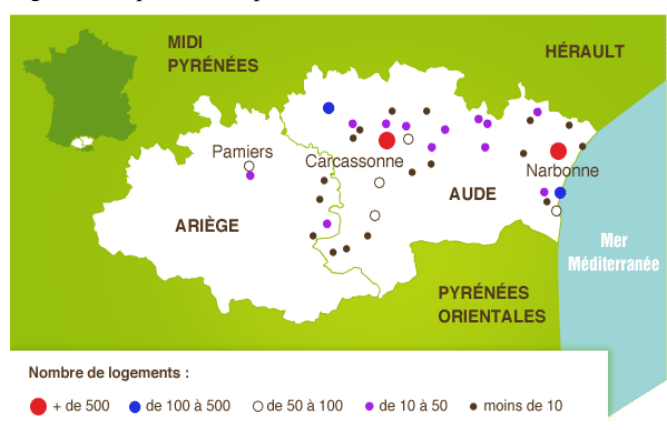 MIDI
PYRÉNÉES
HÉRAULT
Pamiers
Carcassonne
Narbonne
ARIÈGE
AUDE
Mer
Méditerranée
PYRÉNÉES
ORIENTALES
Nombre de logements :
+ de 500 de 100 à 500 de 50 à 100 de 10 à 50 moins de 10